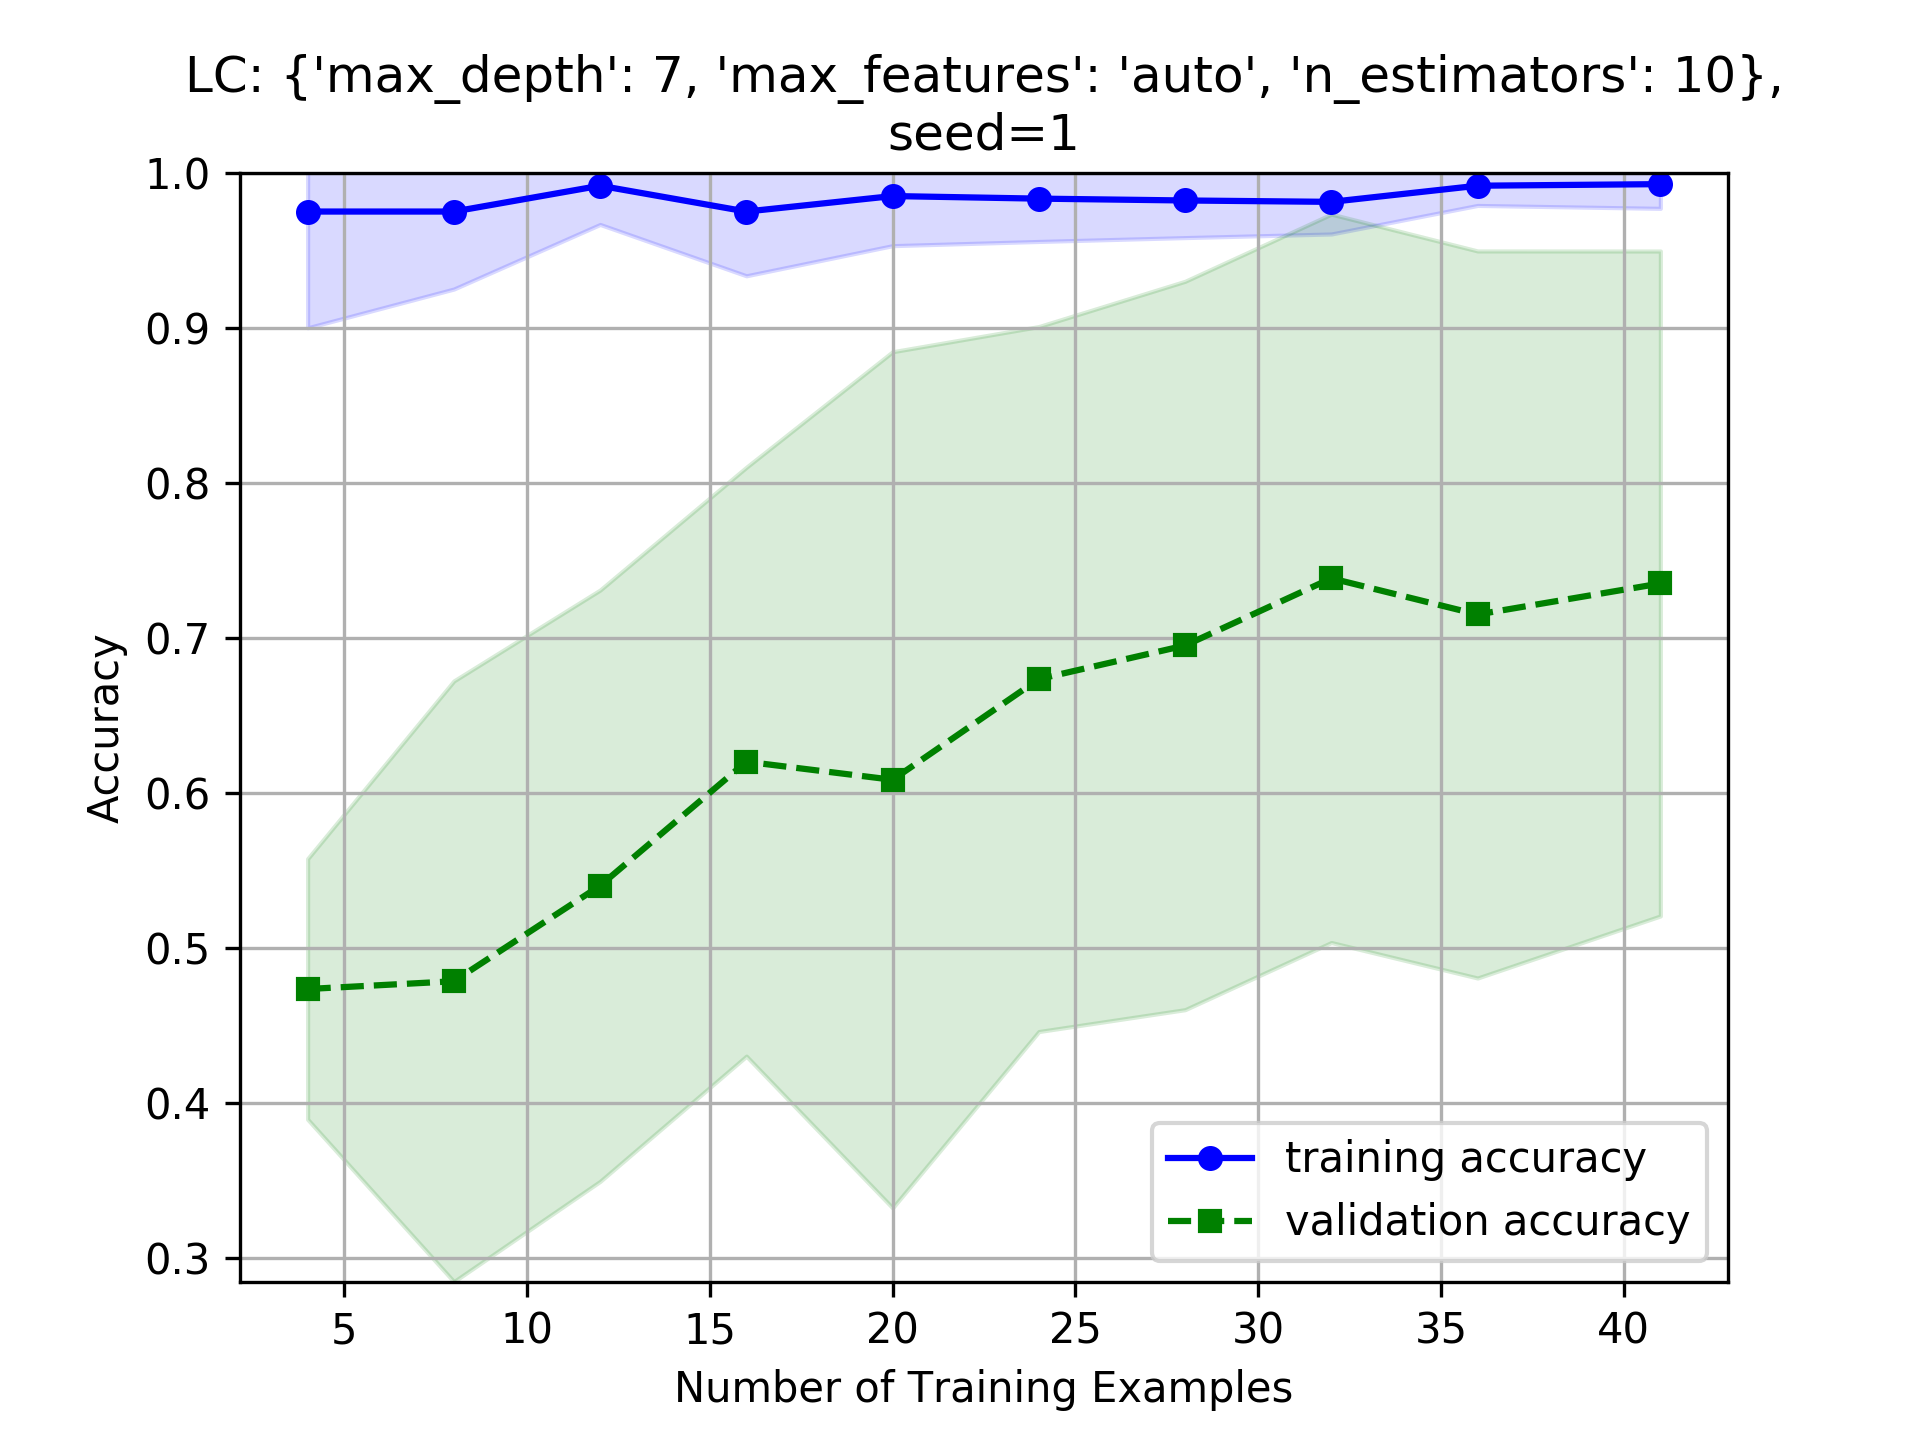 LC: {'max_depth': 7, 'max_features': 'auto', 'n_estimators': 10},
seed=1
1.0
0.9
0.8
0.7
0.6
0.5
0.4
0.3
Accuracy
training accuracy
validation accuracy
5 10 15 20 25 30 35 40
Number of Training Examples